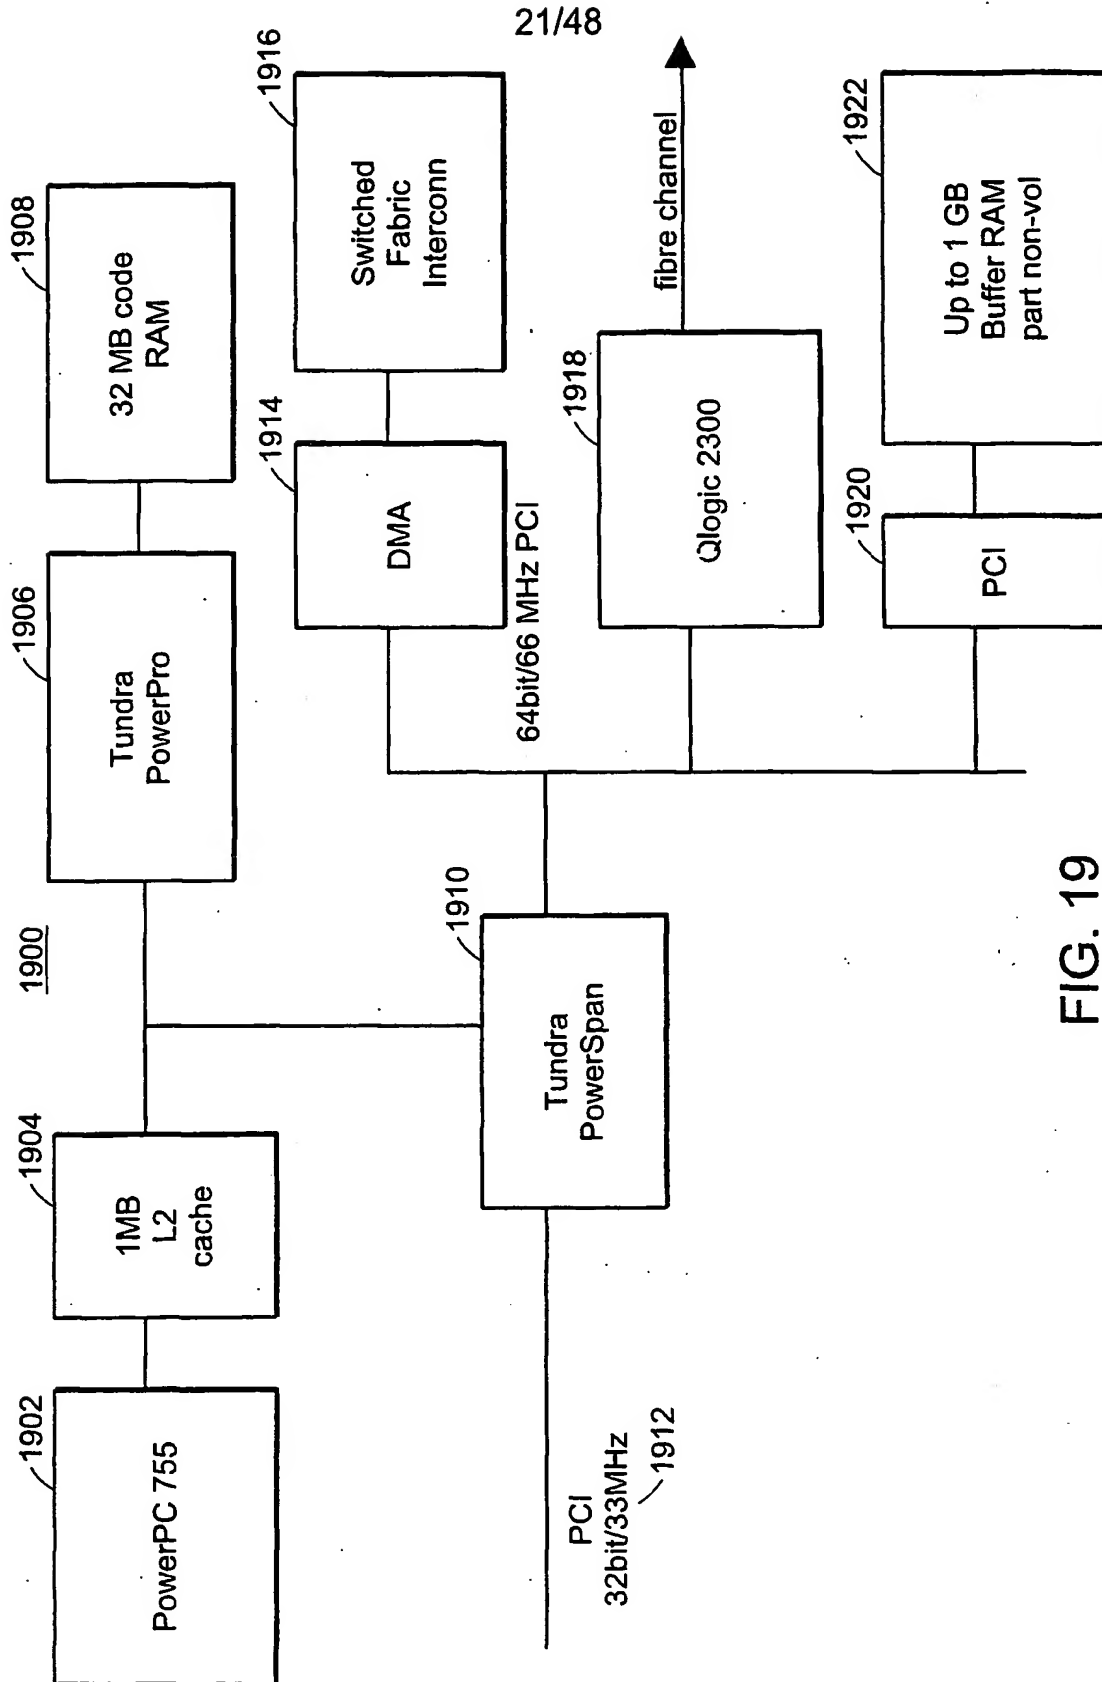 21/48
1900
1902
PowerPC 755
1904
1MB
L2
cache
1906
Tundra
PowerPro
1908
32 MB code
RAM
1910
Tundra
PowerSpan
PCI
32bit/33MHz
1912
64bit/66 MHz PCI
1914
DMA
1916
Switched
Fabric
Interconn
1918
Qlogic 2300
fibre channel
1920
PCI
1922
Up to 1 GB
Buffer RAM
part non-vol
FIG. 19